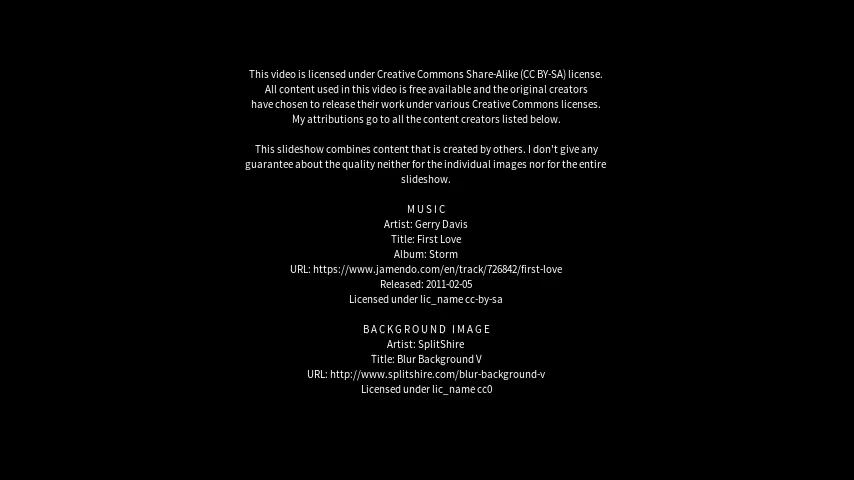 This video is licensed under Creative Commons Share-Alike (CC BY-SA) license.
All content used in this video is free available and the original creators
have chosen to release their work under various Creative Commons licenses.
My attributions go to all the content creators listed below.
This slideshow combines content that is created by others. I don't give any
guarantee about the quality neither for the individual images nor for the entire
slideshow.
MUSIC
Artist: Gerry Davis
Title: First Love
Album: Storm
URL: https://www.jamendo.com/en/track/726842/first-love
Released: 2011-02-05
Licensed under lic_name cc-by-sa
BACKGROUND IMAGE
Artist: SplitShire
Title: Blur Background V
URL: http://www.splitshire.com/blur-background-v
Licensed under lic_name cc0